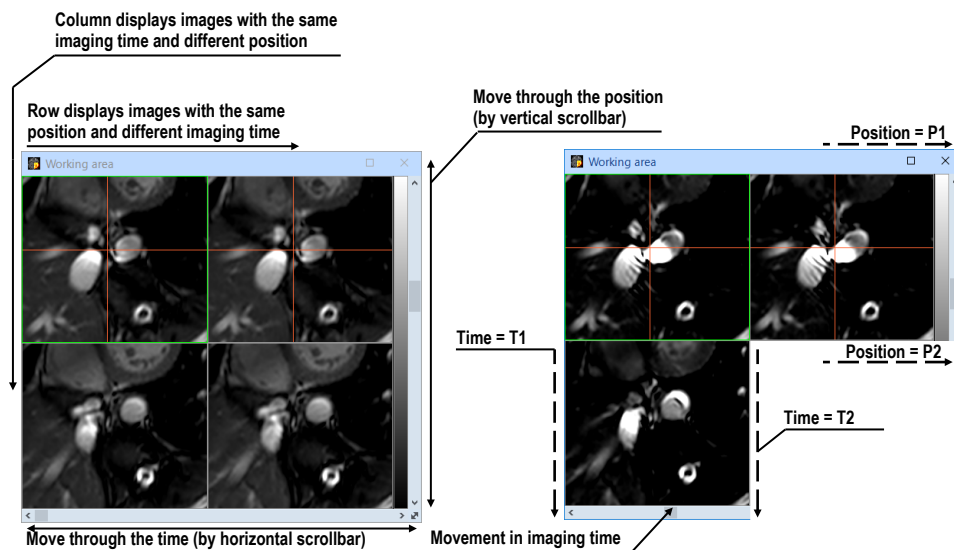 Column displays images with the same
imaging time and different position
Row displays images with the same
position and different imaging time
Move through the position
(by vertical scrollbar)
Position = P1
Working area
Working area
Time = T1
Position = P2
Time = T2
Move through the time (by horizontal scrollbar)
Movement in imaging time